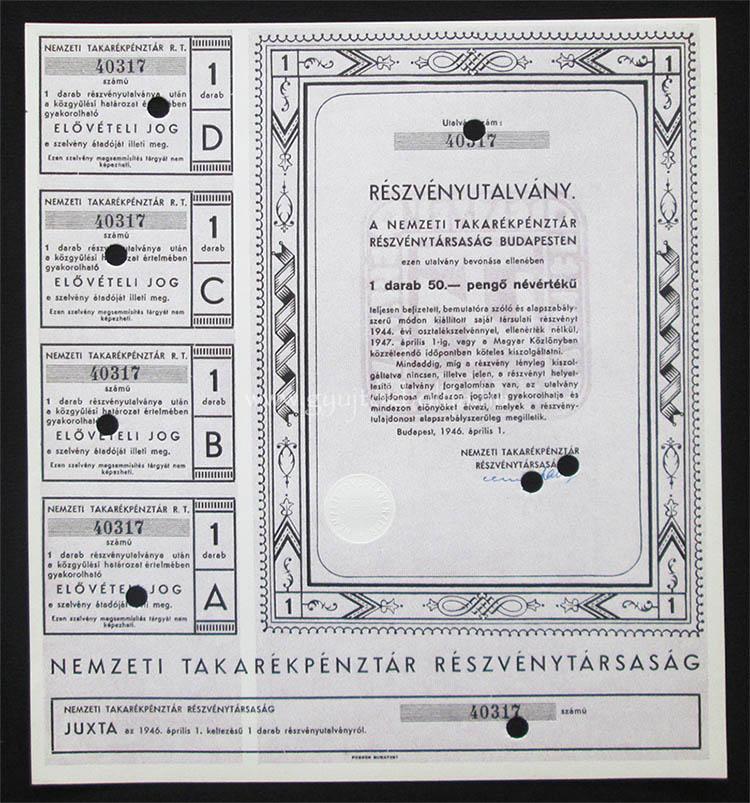 NEMZETI TAKARÉKPÉNZTÁR R. T.
40317
számú
1 darab részvényutalvány után
a közgyűlési határozat értelmében
gyakorolható
ELŐVÉTELI JOG
e szelvény átadóját illeti meg.
Ezen szelvény megsemmisítés tárgyát nem
képezheti.
1
darab
D
NEMZETI TAKARÉKPÉNZTÁR R. T.
40317
számú
1 darab részvényutalványa után
a közgyűlési határozat értelmében
gyakorolható
ELŐVÉTELI JOG
e szelvény átadóját illeti meg.
Ezen szelvény megsemmisítés tárgyát nem
képezheti.
1
darab
C
NEMZETI TAKARÉKPÉNZTÁR R. T.
40317
számú
1 darab részvényutalványa után
a közgyűlési határozat értelmében
gyakorolható
ELŐVÉTELI JOG
e szelvény átadóját illeti meg.
Ezen szelvény megsemmisítés tárgyát nem
képezheti.
1
darab
B
NEMZETI TAKARÉKPÉNZTÁR R. T.
40317
számú
1 darab részvényutalványa után
a közgyűlési határozat értelmében
gyakorolható
ELŐVÉTELI JOG
e szelvény átadóját illeti meg.
Ezen szelvény megsemmisítés tárgyát nem
képezheti.
1
darab
A
1
1
Utalvány szám:
40317
RÉSZVÉNYUTALVÁNY.
A NEMZETI TAKARÉKPÉNZTÁR
RÉSZVÉNYTÁRSASÁG BUDAPESTEN
ezen utalvány bevonása ellenében
1 darab 50.— pengő névértékű
teljesen befizetett, bemutatóra szóló és alapszabály-
szerű módon kiállított saját társulati részvényt
1944. évi osztalékszelvénnyel, ellenérték nélkül,
1947. április 1-ig, vagy a Magyar Közlönyben
közzéteendő időpontban köteles kiszolgáltatni.
Mindaddig, míg a részvény tényleg kiszol-
gáltatva nincsen, illetve jelen, a részvényt helyet-
tesítő utalvány forgalomban van, az utalvány
tulajdonosa mindazon jogokat gyakorolhatja és
mindazon előnyöket élvezi, melyek a részvény-
tulajdonost alapszabályszerűleg megilletik.
Budapest, 1946. április 1.
NEMZETI TAKARÉKPÉNZTÁR
RÉSZVÉNYTÁRSASÁG
1
1
NEMZETI TAKARÉKPÉNZTÁR RÉSZVÉNYTÁRSASÁG
NEMZETI TAKARÉKPÉNZTÁR RÉSZVÉNYTÁRSASÁG
40317
számú
JUXTA az 1946. április 1. keltezésű 1 darab részvényutalványról.